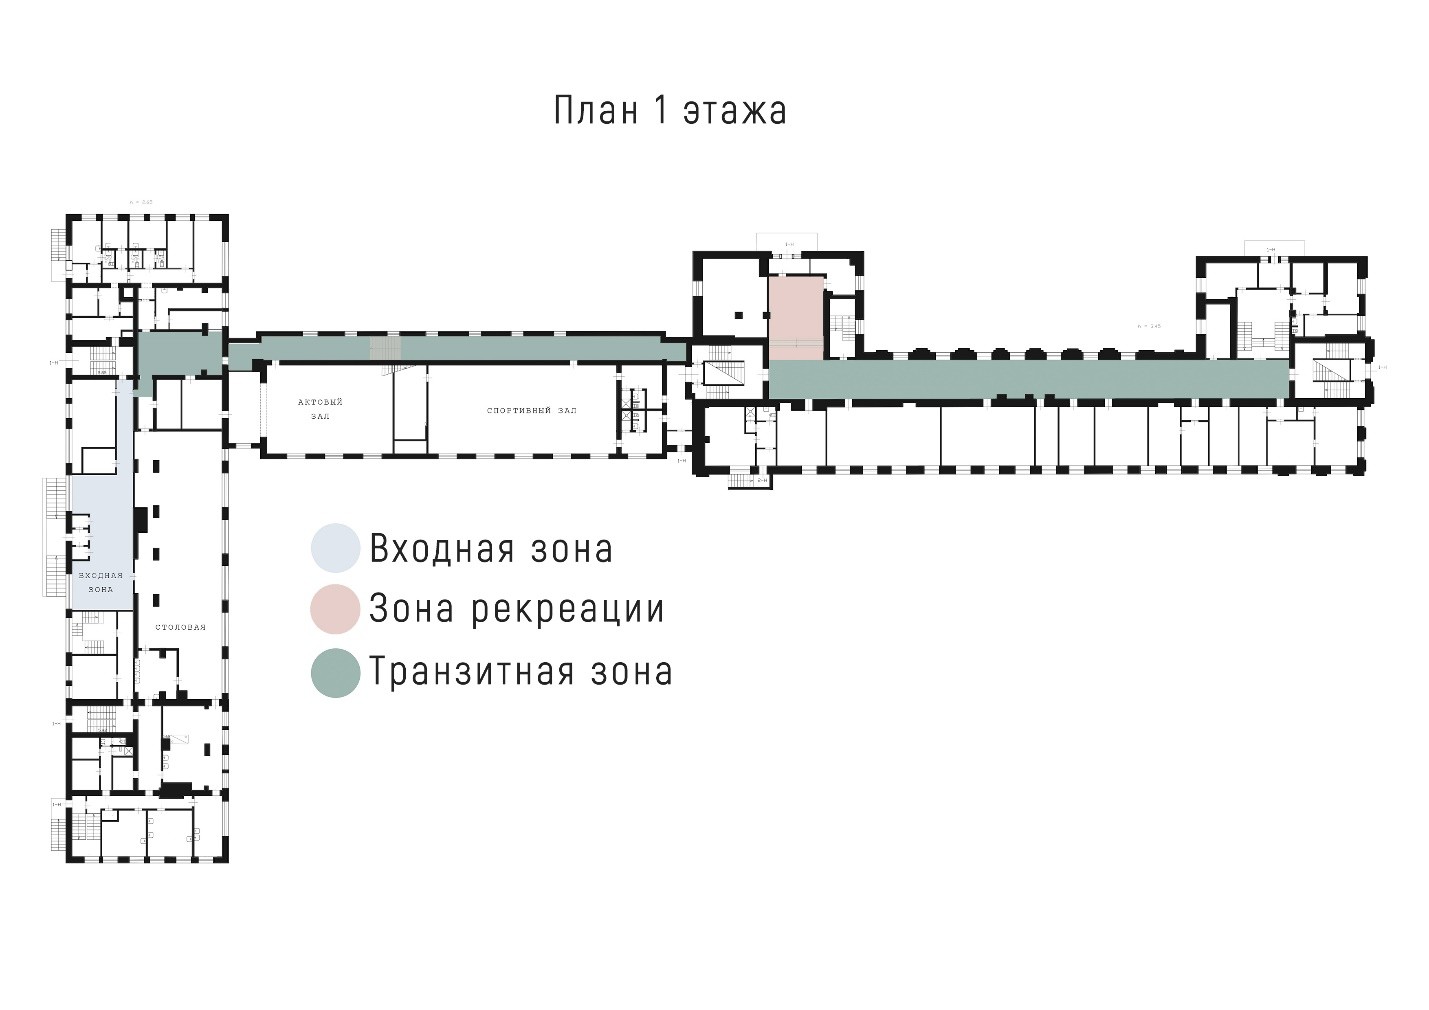 План 1 этажа
АКТОВЫЙ
ЗАЛ
СПОРТИВНЫЙ ЗАЛ
Входная зона
ВХОДНАЯ
ЗОНА
Зона рекреации
СТОЛОВАЯ
Транзитная зона